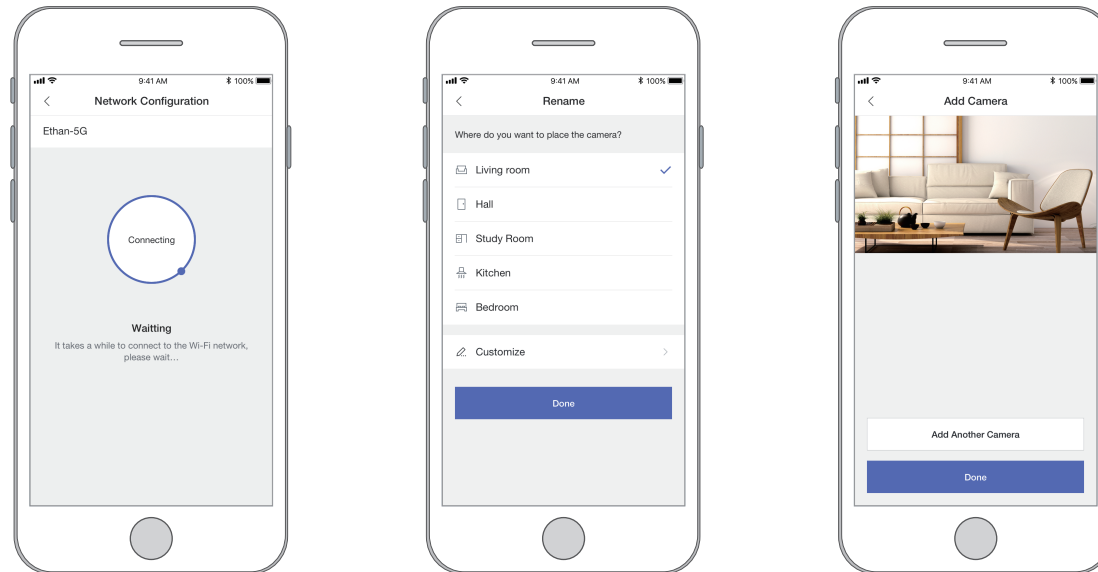 9:41 AM
100%
Network Configuration
Ethan-5G
Connecting
Waitting
It takes a while to connect to the Wi-Fi network,
please wait...
9:41 AM
100%
Rename
Where do you want to place the camera?
Living room
Hall
Study Room
Kitchen
Bedroom
Customize
Done
9:41 AM
100%
Add Camera
Add Another Camera
Done